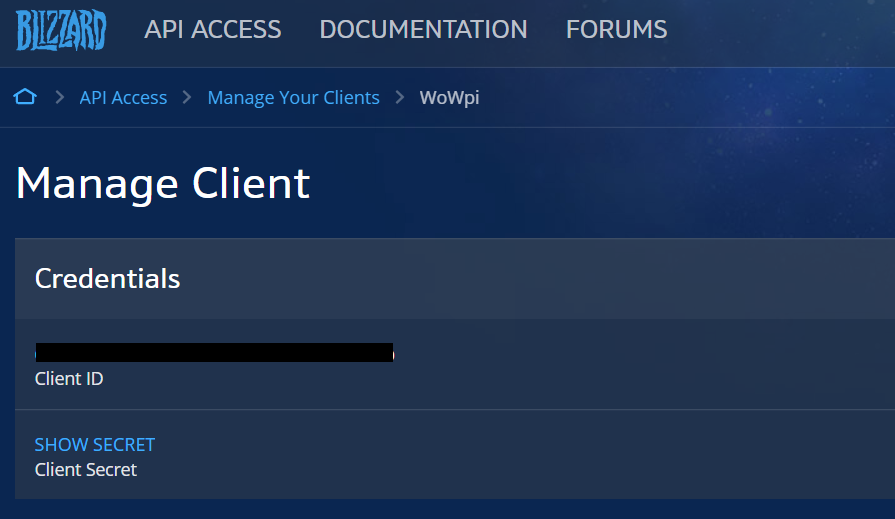 BLIZZARD
API ACCESS DOCUMENTATION FORUMS
API Access > Manage Your Clients > WoWpi
Manage Client
Credentials
Client ID
SHOW SECRET
Client Secret